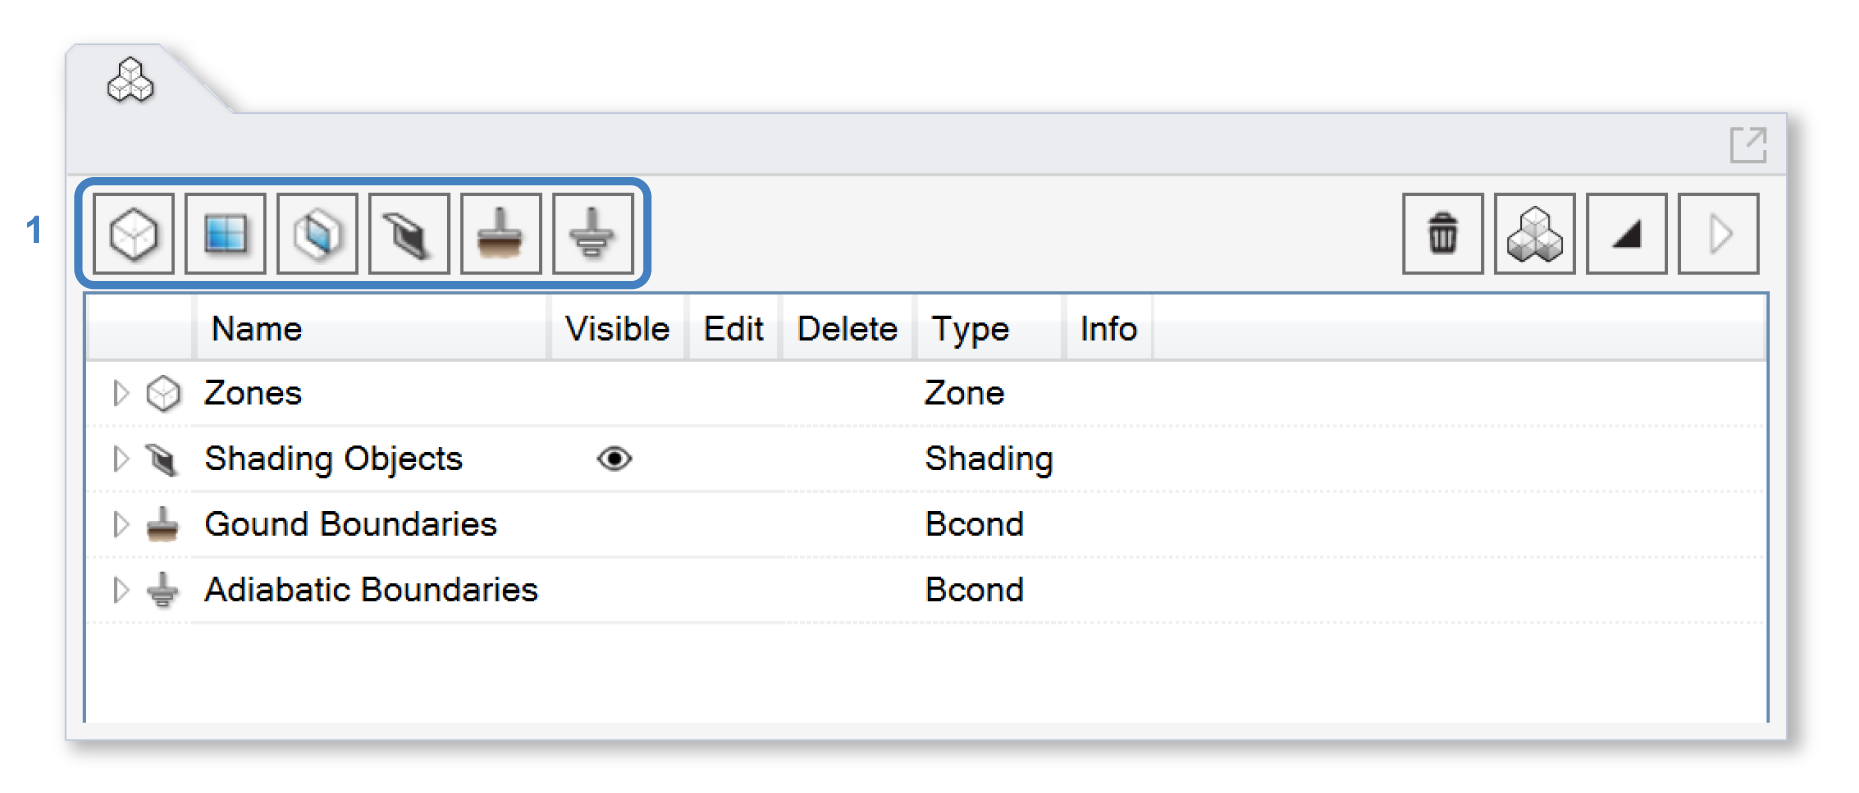 1
Name Visible Edit Delete Type Info
Zones Zone
Shading Objects Shading
Gound Boundaries Bcond
Adiabatic Boundaries Bcond